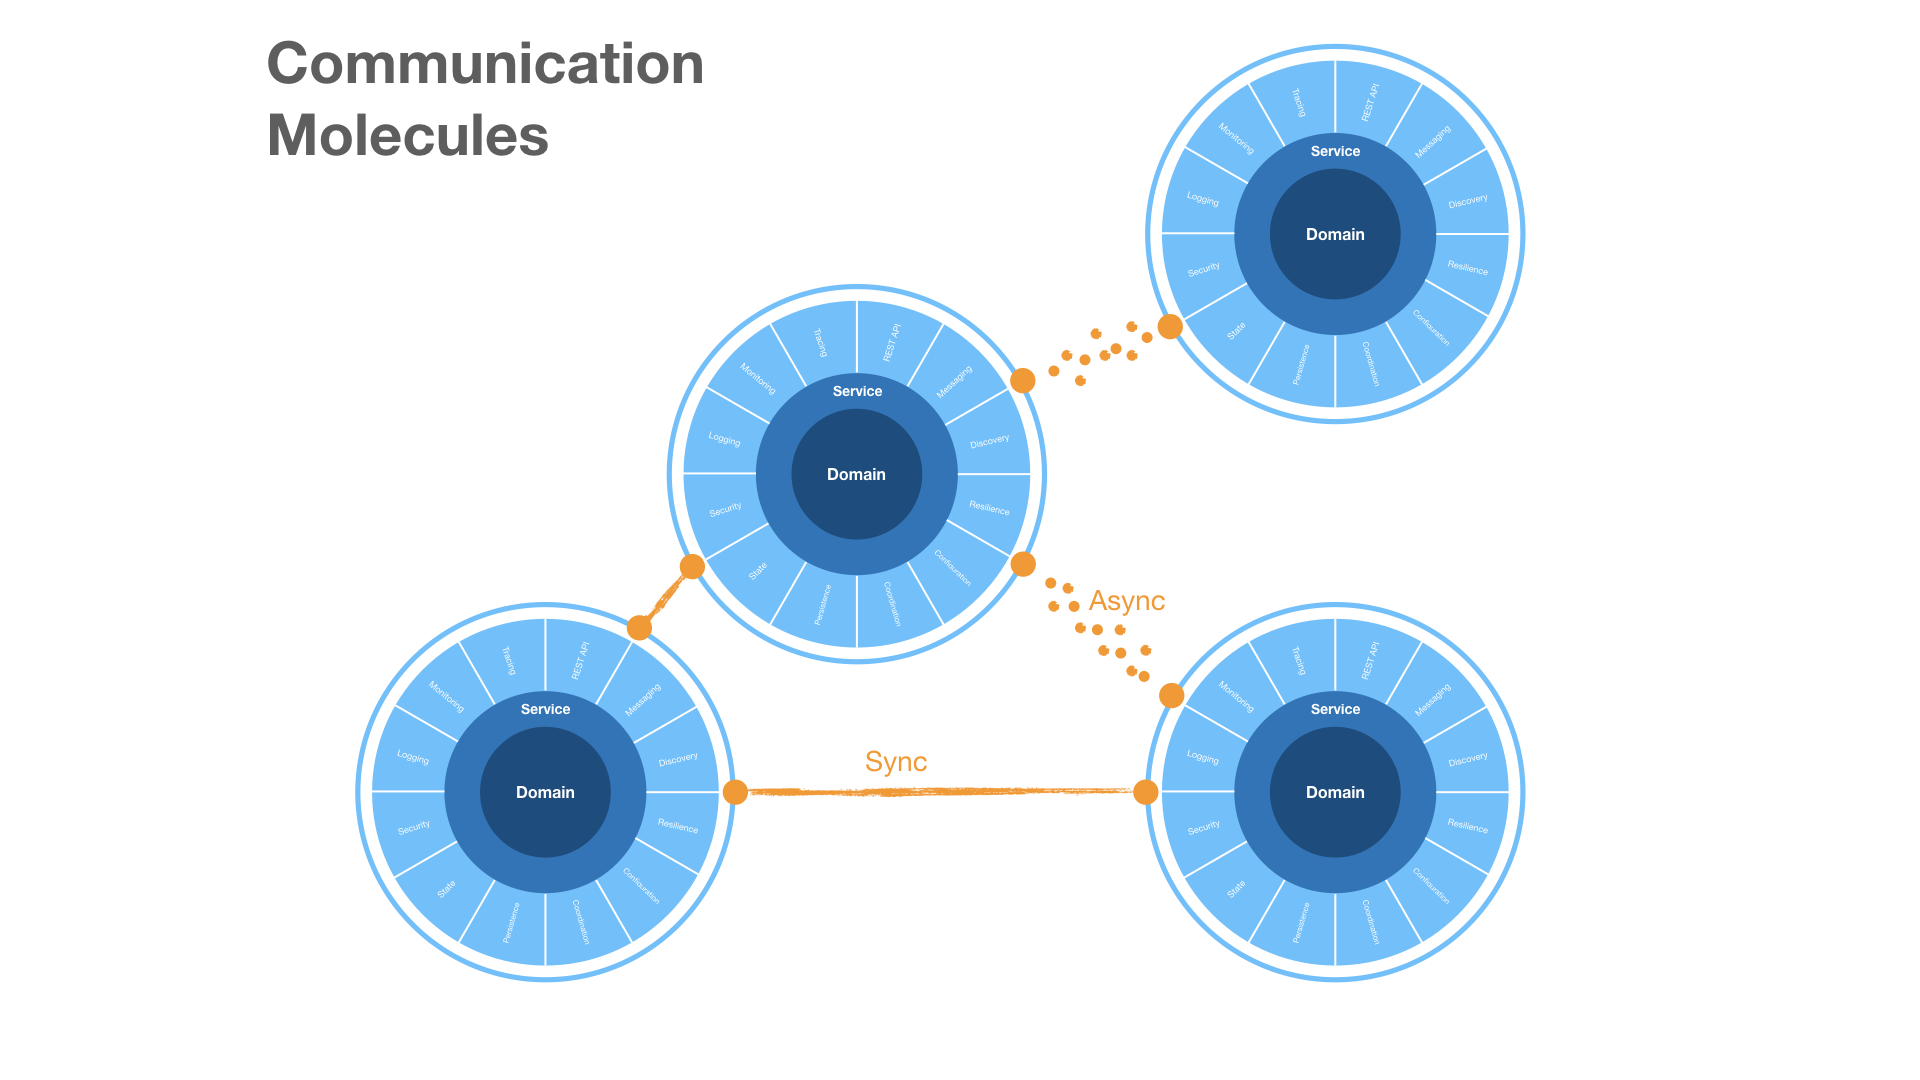 Communication
Molecules
Tracing
REST API
Monitoring
Messaging
Service
Logging
Discovery
Domain
Security
Resilience
State
Configuration
Persistence
Coordination
Tracing
REST API
Monitoring
Messaging
Service
Logging
Discovery
Domain
Security
Resilience
State
Configuration
Persistence
Coordination
Async
Tracing
REST API
Monitoring
Messaging
Service
Logging
Discovery
Domain
Security
Resilience
State
Configuration
Persistence
Coordination
Sync
Tracing
REST API
Monitoring
Messaging
Service
Logging
Discovery
Domain
Security
Resilience
State
Configuration
Persistence
Coordination